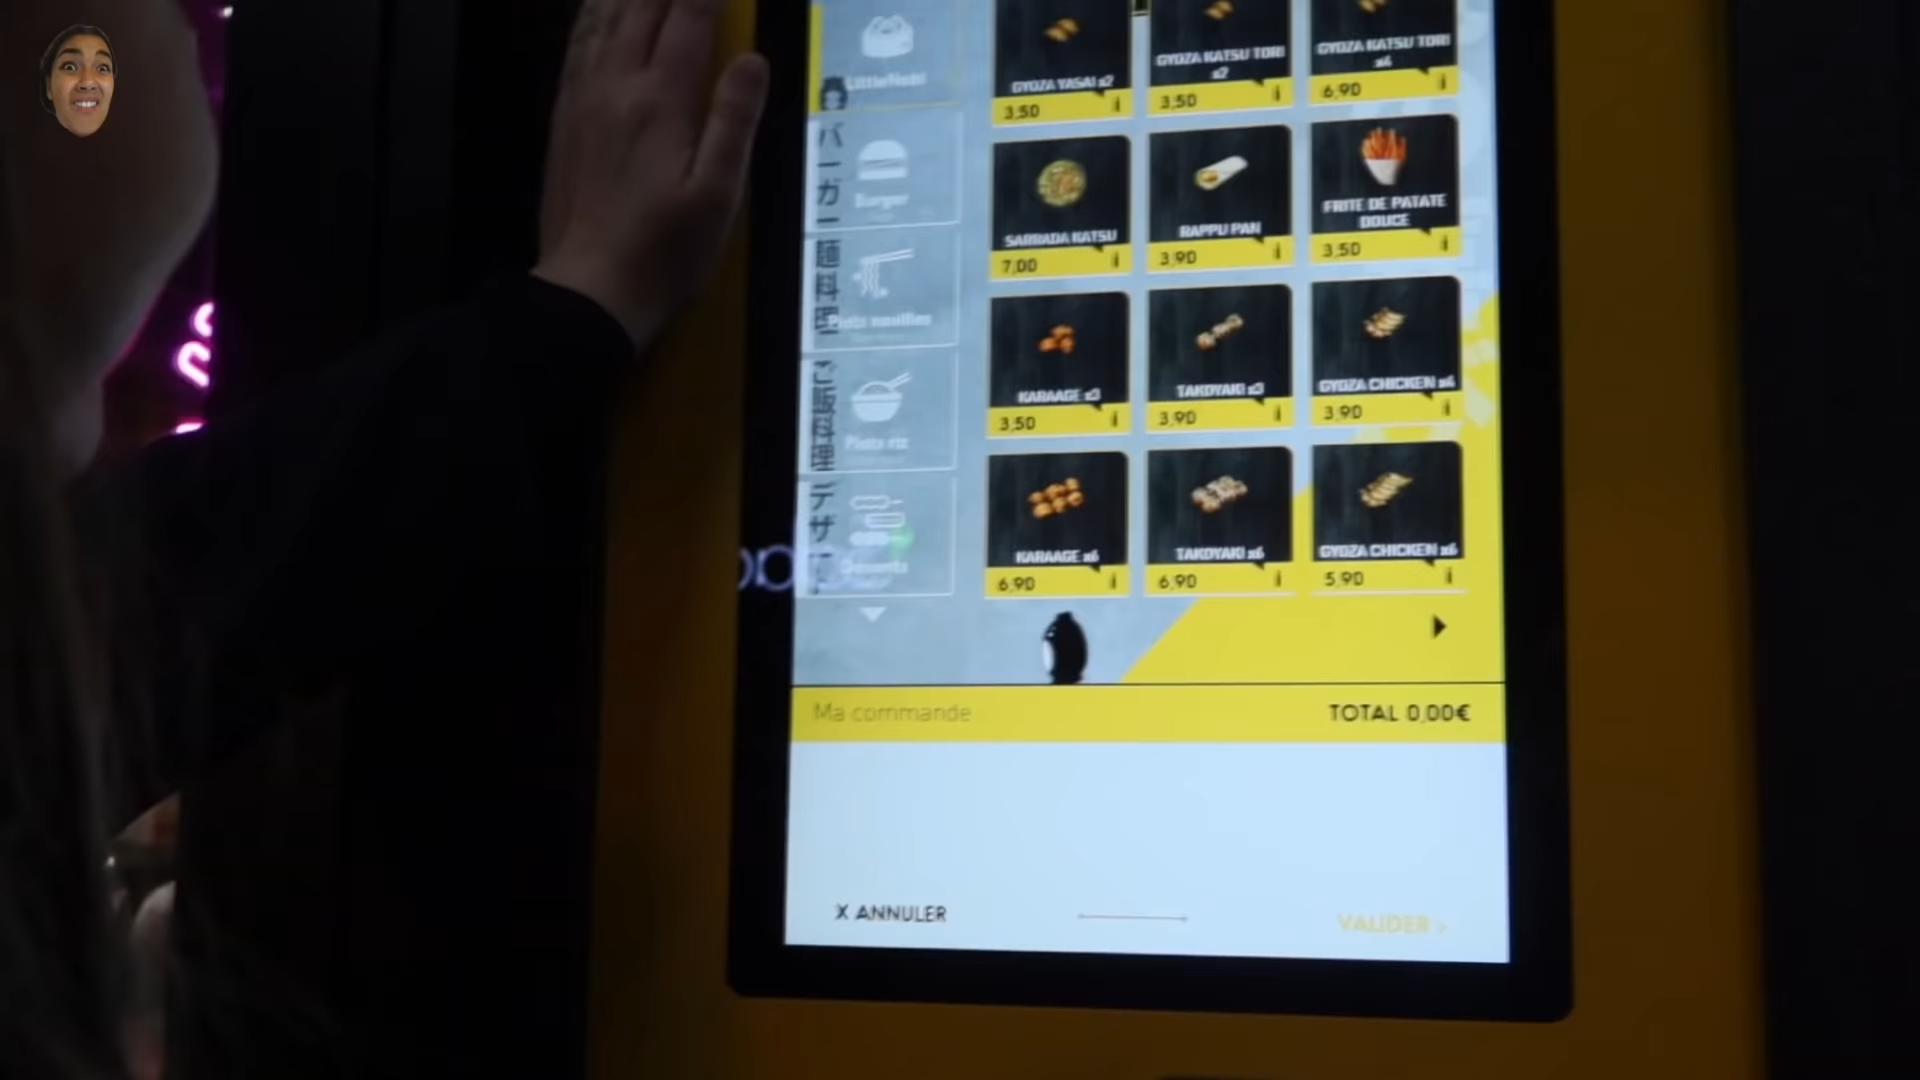 LittleNobi
バーガー
Burger
麺料理
Plats nouilles
ご飯料理
Plats riz
デザ
Desserts
GYOZA YASAI x2
3,50
GYOZA KATSU TORI
x2
3,50
GYOZA KATSU TORI
x4
6,90
SARRADA KATSU
7,00
RAPPU PAN
3,90
FRITE DE PATATE
DOUCE
3,50
KARAAGE x3
3,50
TAKOYAKI x3
3,90
GYOZA CHICKEN x4
3,90
KARAAGE x6
6,90
TAKOYAKI x6
6,90
GYOZA CHICKEN x6
5,90
Ma commande
TOTAL 0,00€
X ANNULER
VALIDER >